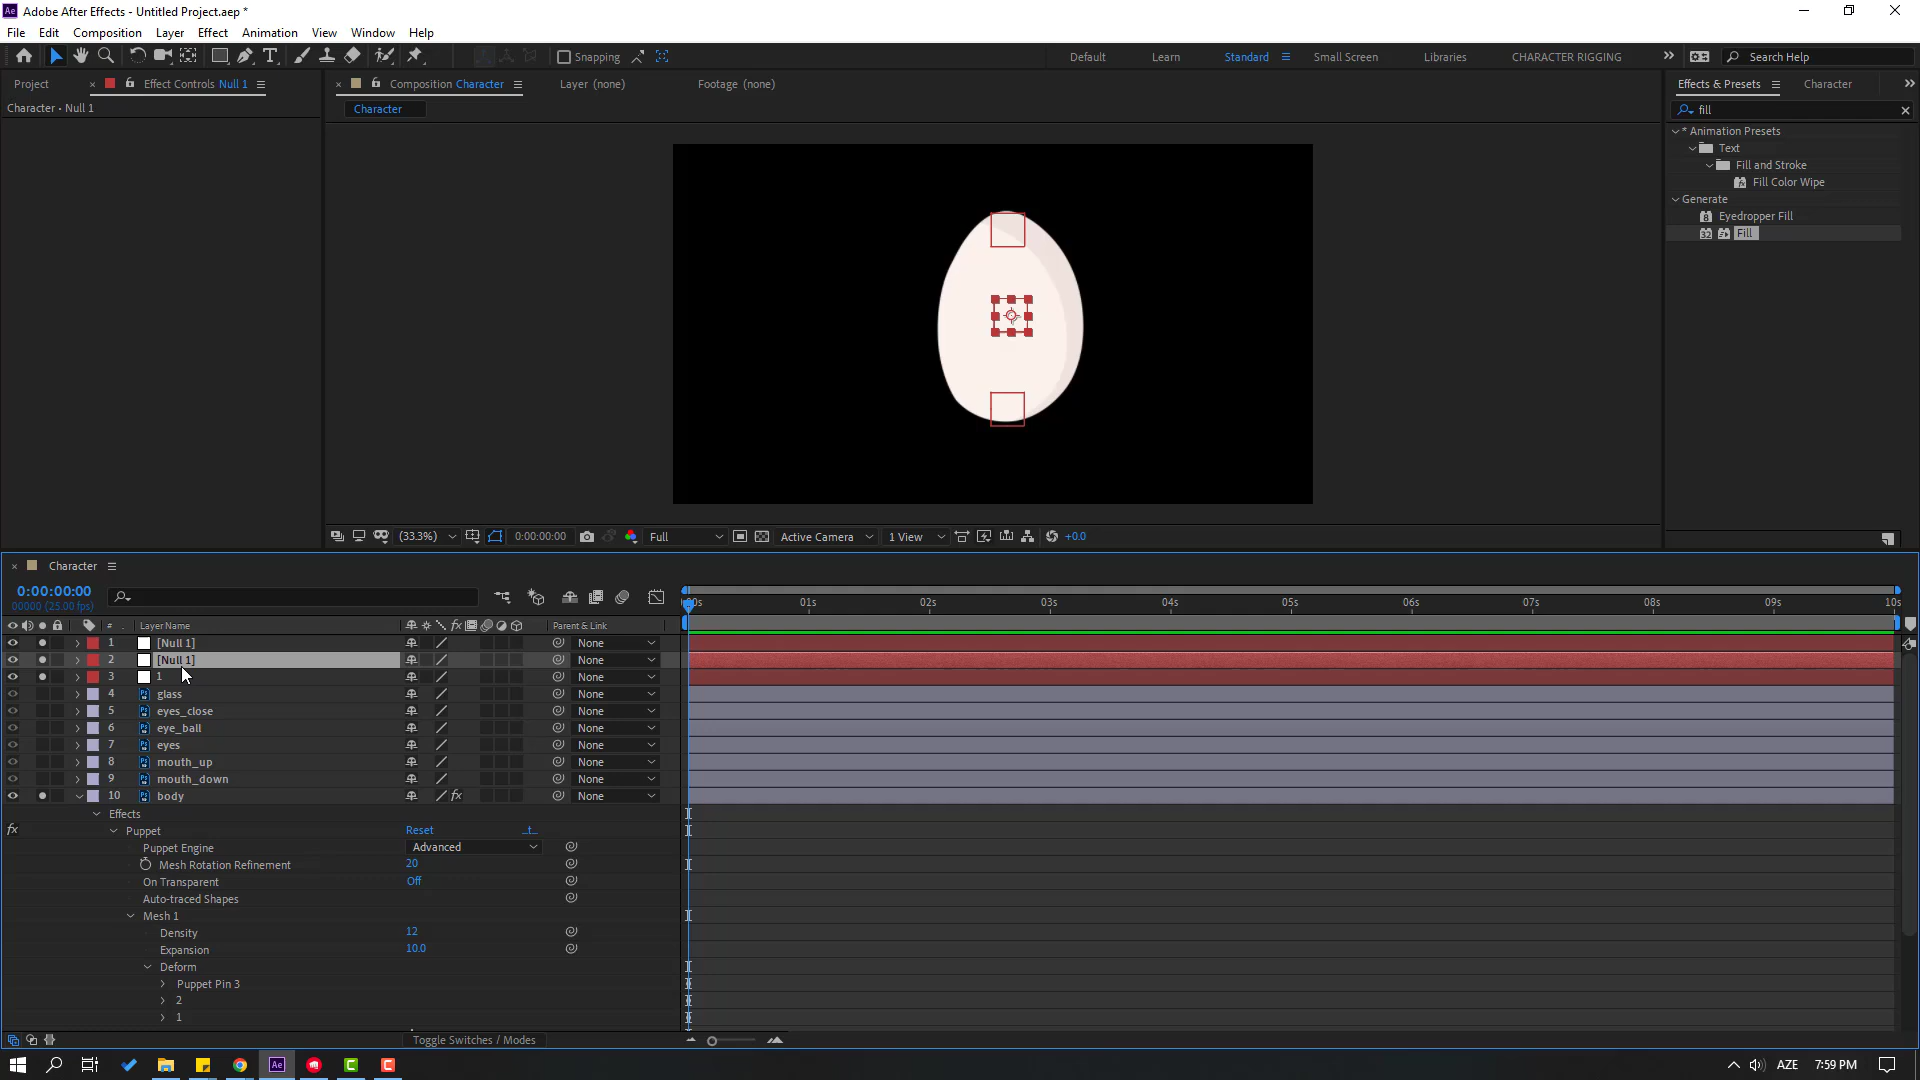 Ae Adobe After Effects - Untitled Project.aep *
File Edit Composition Layer Effect Animation View Window Help
Snapping
Default Learn Standard Small Screen Libraries CHARACTER RIGGING Search Help
Project Effect Controls Null 1
Composition Character Layer (none) Footage (none)
Effects & Presets Character
Character • Null 1
Character
fill
* Animation Presets
Text
Fill and Stroke
Fill Color Wipe
Generate
Eyedropper Fill
Fill
(33.3%) 0:00:00:00 Full Active Camera 1 View +0.0
Character
0:00:00:00
00000 (25.00 fps)
00s 01s 02s 03s 04s 05s 06s 07s 08s 09s 10s
# Layer Name fx Parent & Link
1 [Null 1] None
2 [Null 1] None
3 1 None
4 glass None
5 eyes_close None
6 eye_ball None
7 eyes None
8 mouth_up None
9 mouth_down None
10 body fx None
Effects
fx Puppet Reset _t_
Puppet Engine Advanced
Mesh Rotation Refinement 20
On Transparent Off
Auto-traced Shapes
Mesh 1
Density 12
Expansion 10.0
Deform
Puppet Pin 3
2
1
Toggle Switches / Modes
Ae C C AZE 7:59 PM